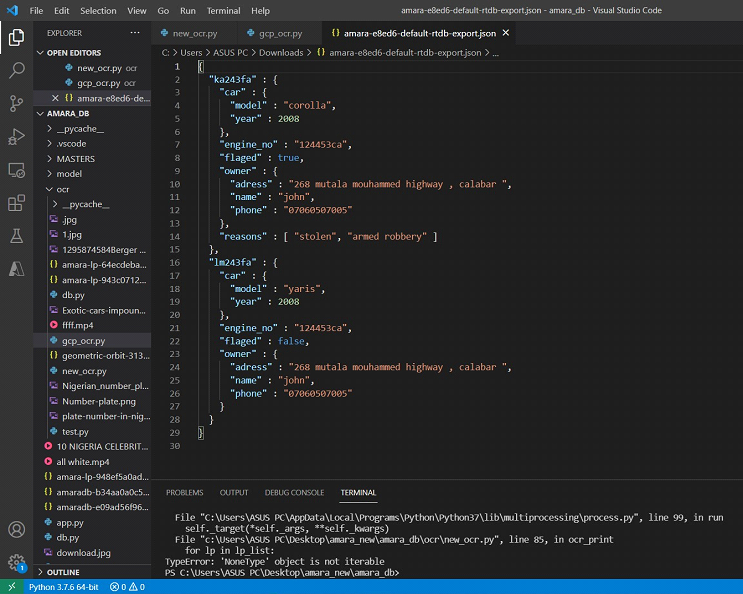 File Edit Selection View Go Run Terminal Help
amara-e8ed6-default-rtdb-export.json - amara_db - Visual Studio Code
EXPLORER ...
OPEN EDITORS
new_ocr.py ocr
gcp_ocr.py ocr
{} amara-e8ed6-de...
AMARA_DB
__pycache__
.vscode
MASTERS
model
ocr
__pycache__
.jpg
1.jpg
1295874584Berger ...
{} amara-lp-64ecdeba...
{} amara-lp-943c0712...
db.py
Exotic-cars-impoun...
ffff.mp4
gcp_ocr.py
{} geometric-orbit-313...
new_ocr.py
Nigerian_number_pl...
Number-plate.png
plate-number-in-nig...
test.py
10 NIGERIA CELEBRIT...
all white.mp4
{} amara-lp-948ef5a0ad...
{} amaradb-b34aa0a0c5...
{} amaradb-e09ad56f96...
app.py
db.py
download.jpg
OUTLINE
new_ocr.py gcp_ocr.py {} amara-e8ed6-default-rtdb-export.json
C: > Users > ASUS PC > Downloads > {} amara-e8ed6-default-rtdb-export.json > ...
1 {
2 "ka243fa" : {
3 "car" : {
4 "model" : "corolla",
5 "year" : 2008
6 },
7 "engine_no" : "124453ca",
8 "flaged" : true,
9 "owner" : {
10 "adress" : "268 mutala mouhammed highway , calabar ",
11 "name" : "john",
12 "phone" : "07060507005"
13 },
14 "reasons" : [ "stolen", "armed robbery" ]
15 },
16 "lm243fa" : {
17 "car" : {
18 "model" : "yaris",
19 "year" : 2008
20 },
21 "engine_no" : "124453ca",
22 "flaged" : false,
23 "owner" : {
24 "adress" : "268 mutala mouhammed highway , calabar ",
25 "name" : "john",
26 "phone" : "07060507005"
27 }
28 }
29 }
30
PROBLEMS OUTPUT DEBUG CONSOLE TERMINAL
File "C:\Users\ASUS PC\AppData\Local\Programs\Python\Python37\lib\multiprocessing\process.py", line 99, in run
self._target(*self._args, **self._kwargs)
File "C:\Users\ASUS PC\Desktop\amara_new\amara_db\ocr\new_ocr.py", line 85, in ocr_print
for lp in lp_list:
TypeError: 'NoneType' object is not iterable
PS C:\Users\ASUS PC\Desktop\amara_new\amara_db>
1
Python 3.7.6 64-bit 0 0